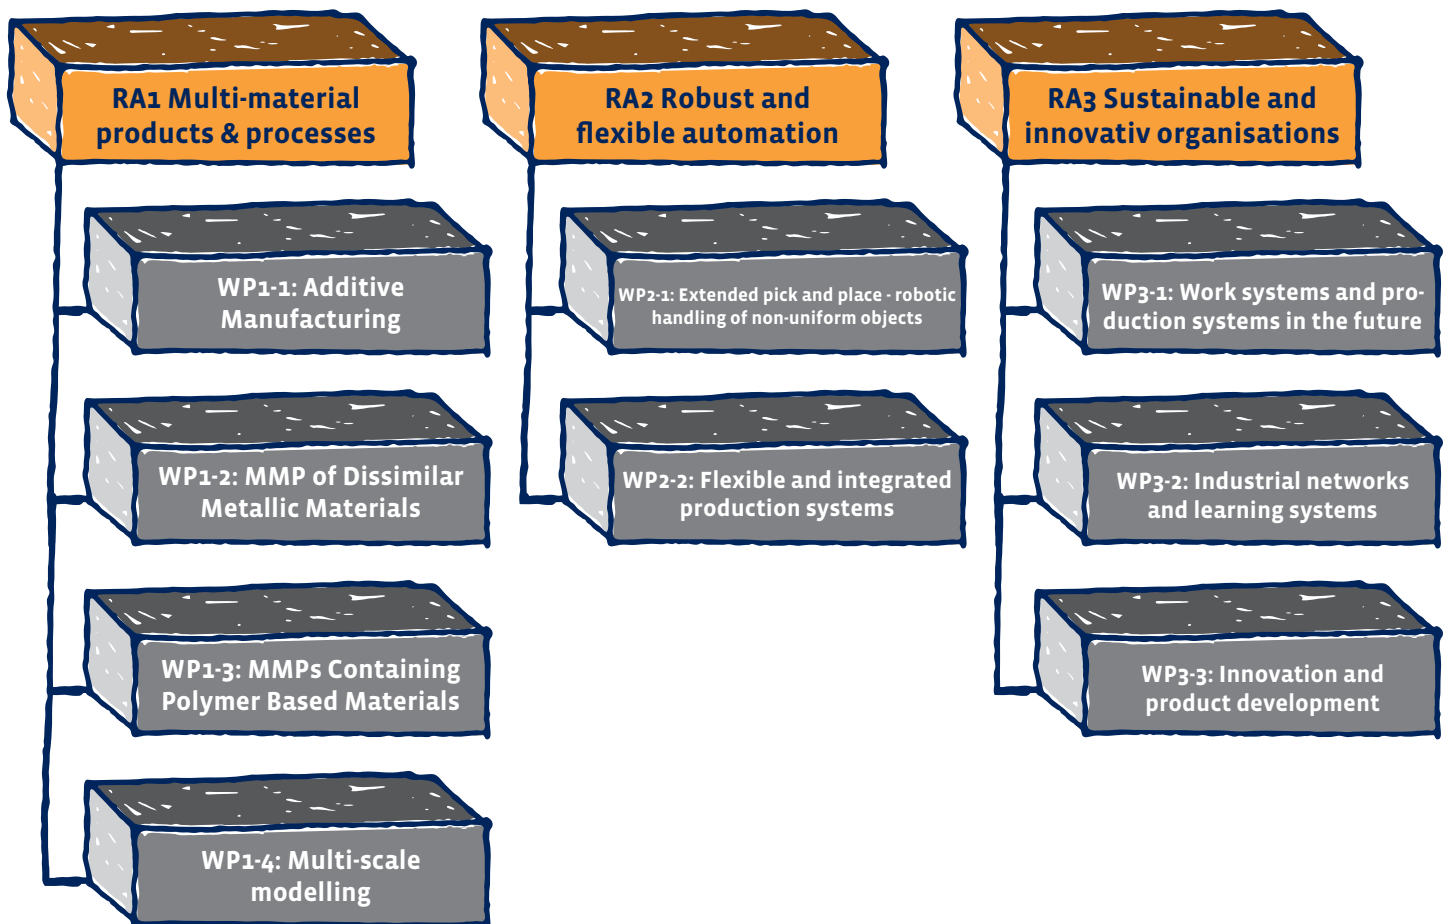 RA1 Multi-material
products & processes
WP1-1: Additive
Manufacturing
WP1-2: MMP of Dissimilar
Metallic Materials
WP1-3: MMPs Containing
Polymer Based Materials
WP1-4: Multi-scale
modelling
RA2 Robust and
flexible automation
WP2-1: Extended pick and place - robotic
handling of non-uniform objects
WP2-2: Flexible and integrated
production systems
RA3 Sustainable and
innovativ organisations
WP3-1: Work systems and pro-
duction systems in the future
WP3-2: Industrial networks
and learning systems
WP3-3: Innovation and
product development